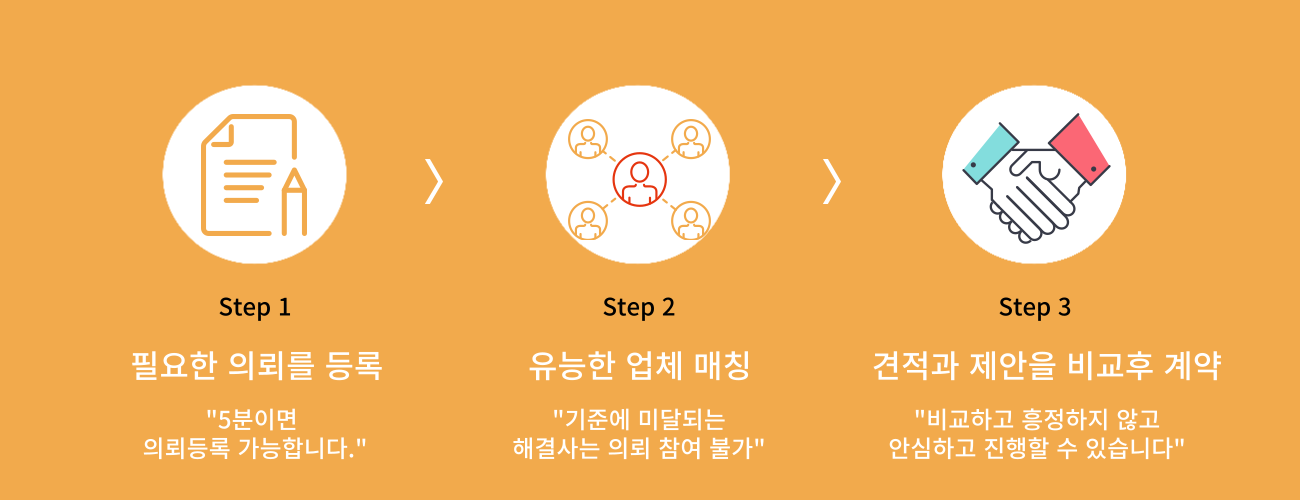 Step 1
필요한 의뢰를 등록
"5분이면
의뢰등록 가능합니다."
Step 2
유능한 업체 매칭
"기준에 미달되는
해결사는 의뢰 참여 불가"
Step 3
견적과 제안을 비교후 계약
"비교하고 흥정하지 않고
안심하고 진행할 수 있습니다"